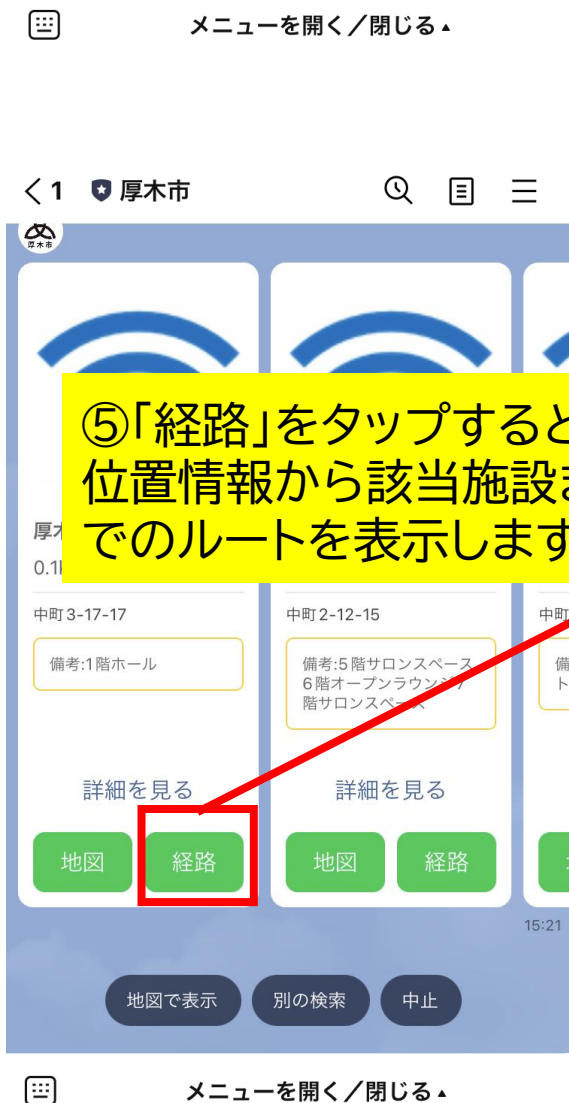 メニューを開く／閉じる▲
1 厚木市
厚木市
⑤「経路」をタップすると
位置情報から該当施設
でのルートを表示します
0.1
中町3-17-17
中町2-12-15
中町
備考:1階ホール
備考:5階サロンスペース
6階オープンラウンジ7
階サロンスペース
備
ト
詳細を見る
詳細を見る
地図
経路
地図
経路
15:21
地図で表示
別の検索
中止
メニューを開く／閉じる▲